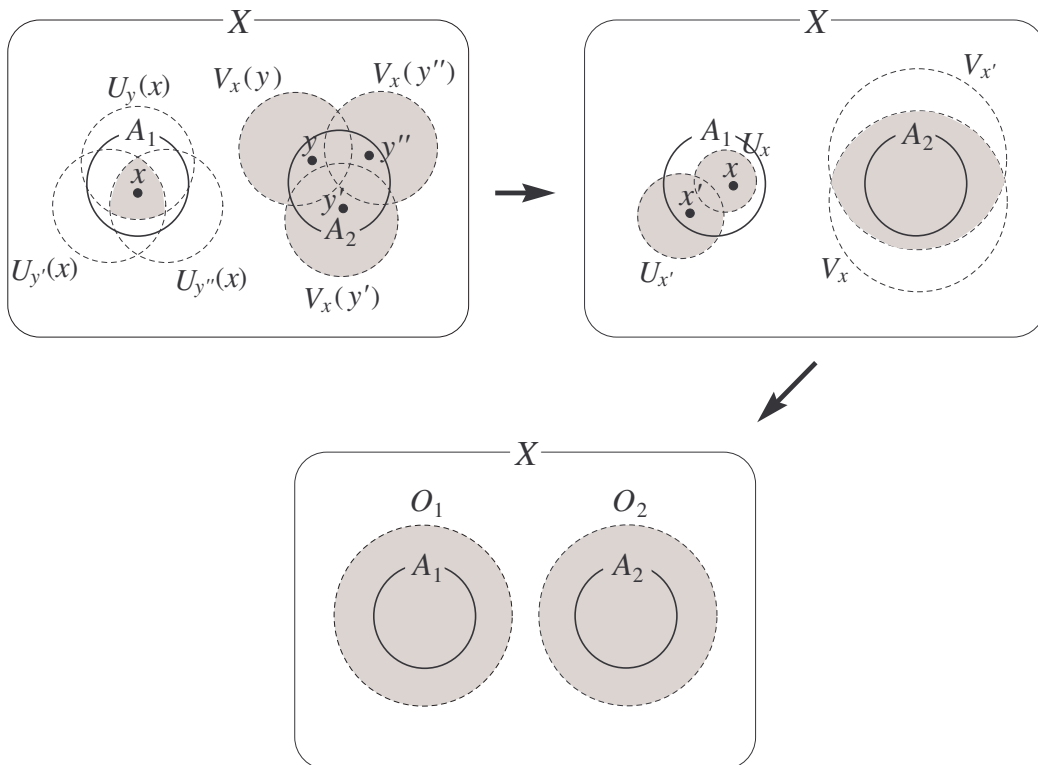 X
U_y(x)
V_x(y)
V_x(y'')
A_1
x
y
y''
y'
A_2
U_{y'}(x)
U_{y''}(x)
V_x(y')
X
V_{x'}
A_1
U_x
A_2
x
x'
U_{x'}
V_x
X
O_1
O_2
A_1
A_2